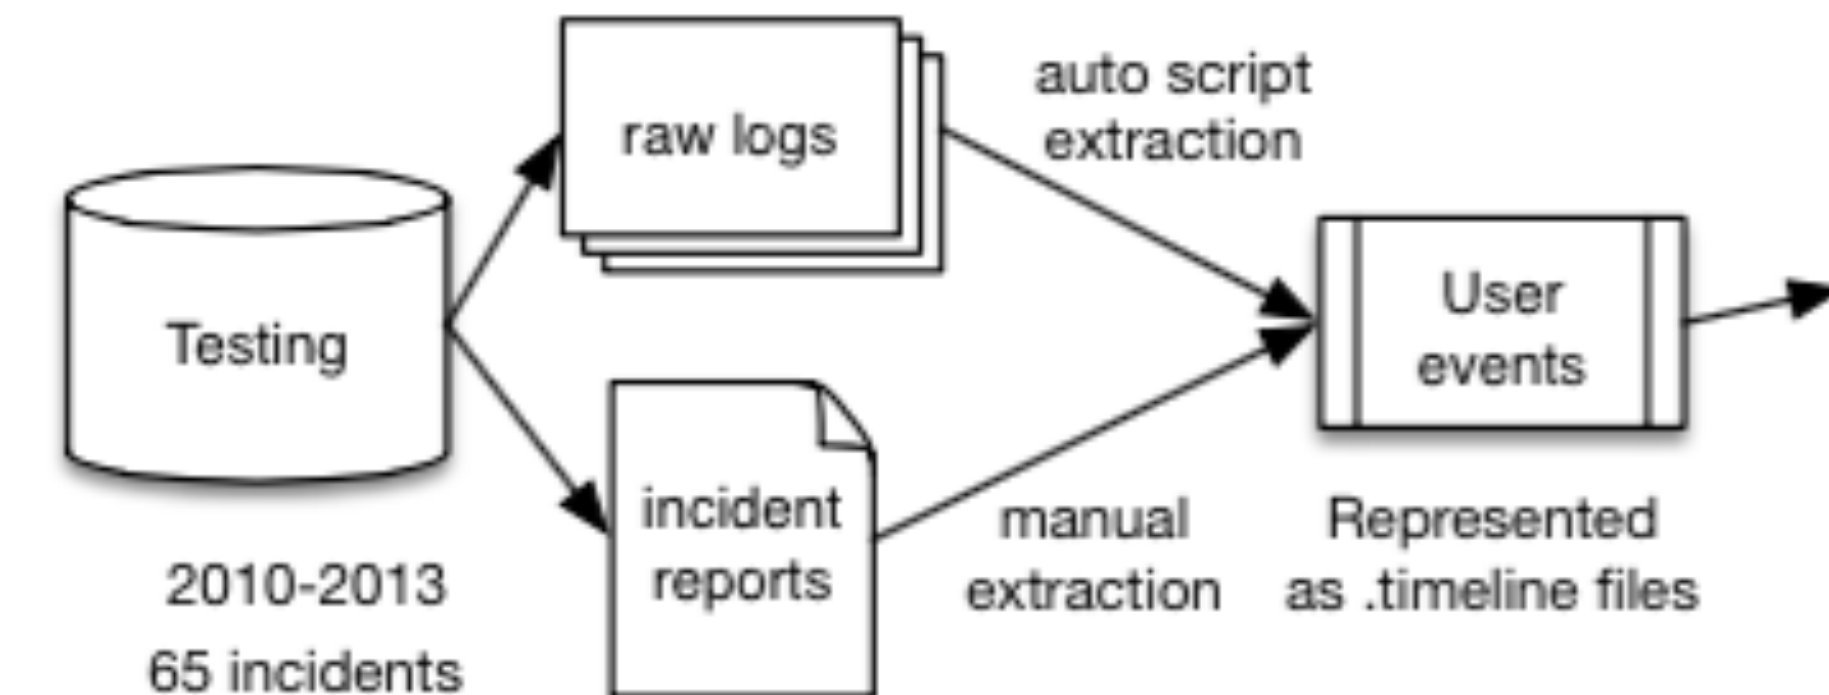 raw logs
auto script
extraction
Testing
User
events
incident
reports
manual
extraction
Represented
as .timeline files
2010-2013
65 incidents